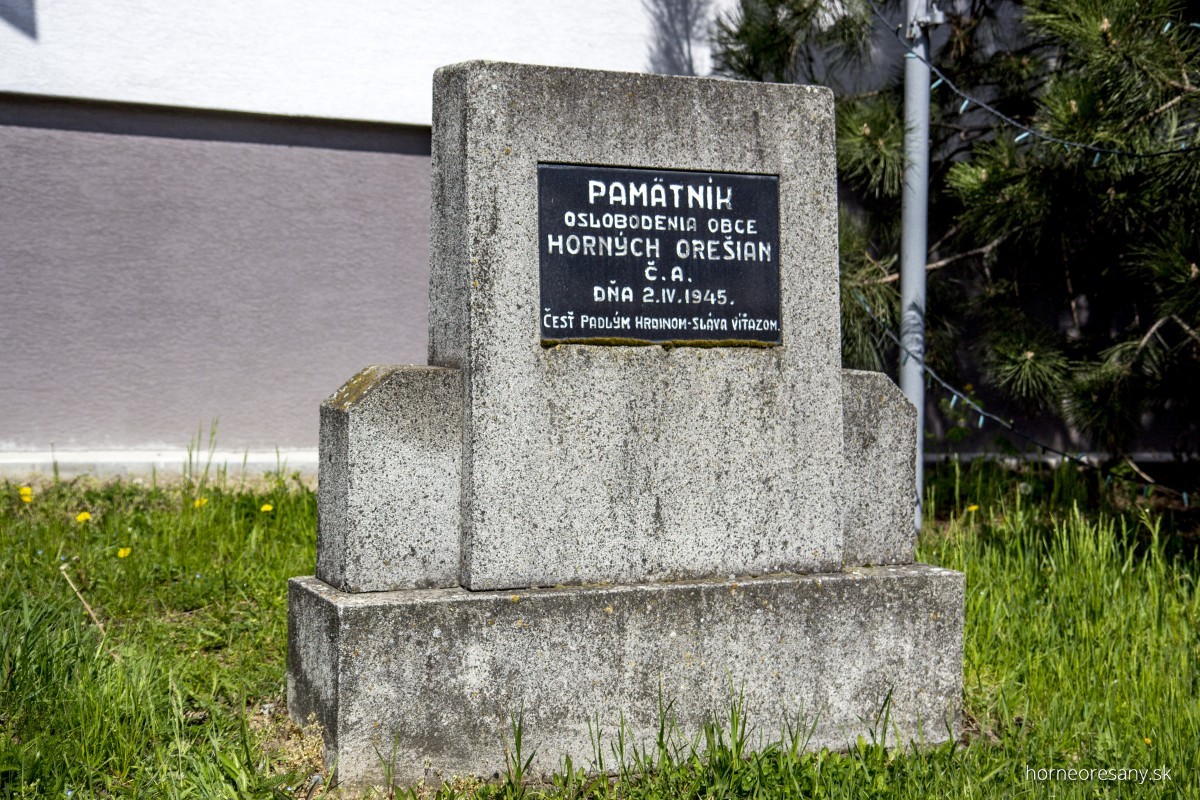 PAMÄTNÍK
OSLOBODENIA OBCE
HORNÝCH OREŠIAN
Č.A.
DŇA 2.IV.1945.
ČESŤ PADLÝM HRDINOM-SLÁVA VÍŤAZOM.
horneoresany.sk